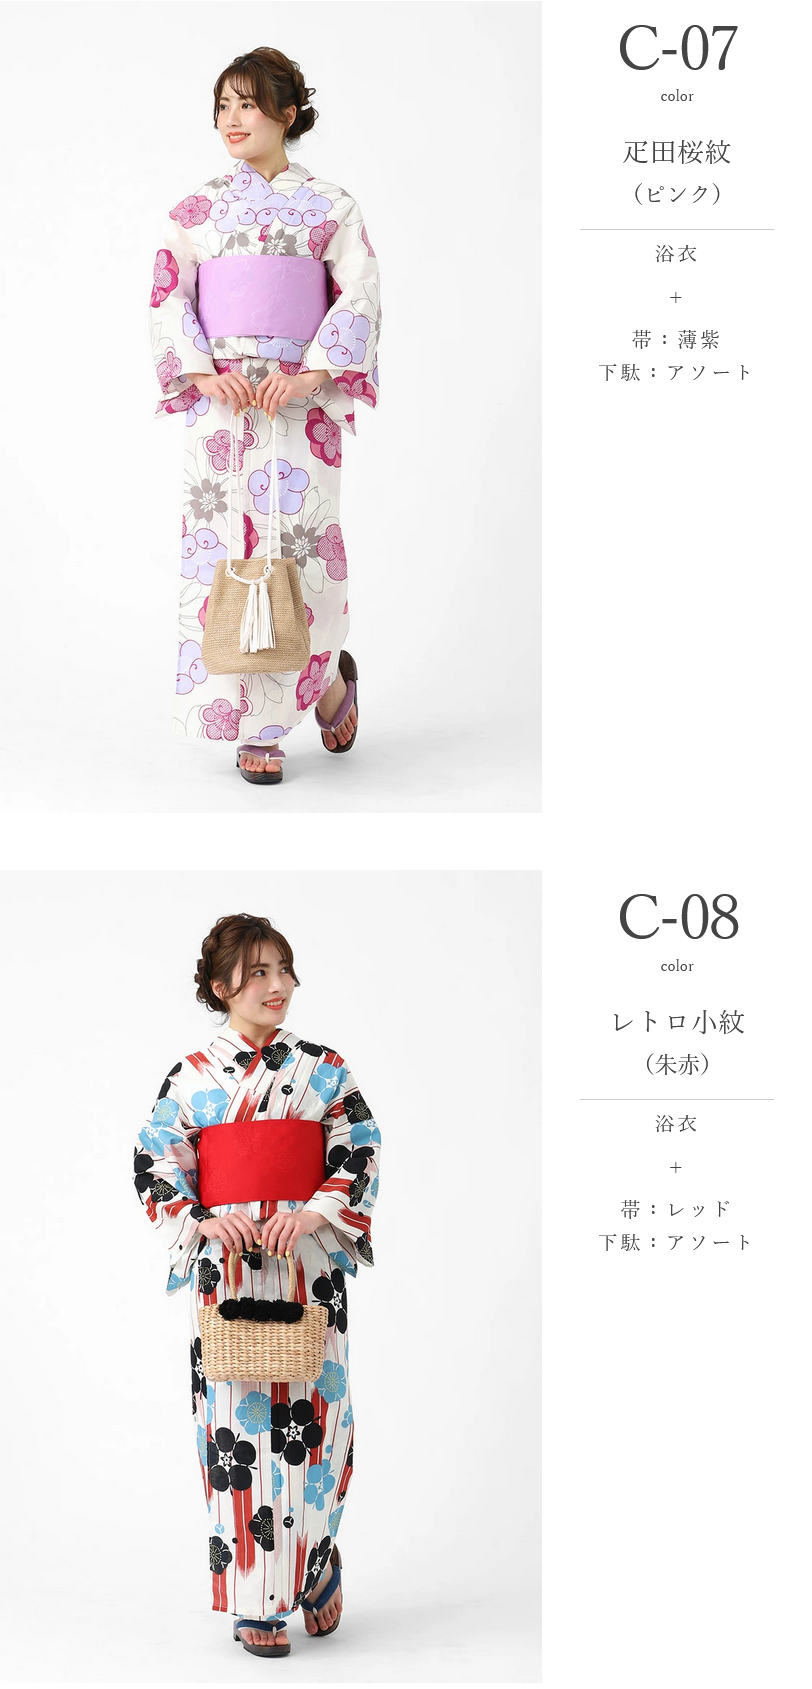 C-07
color
疋田桜紋
（ピンク）
浴衣
+
帯：薄紫
下駄：アソート
C-08
color
レトロ小紋
（朱赤）
浴衣
+
帯：レッド
下駄：アソート